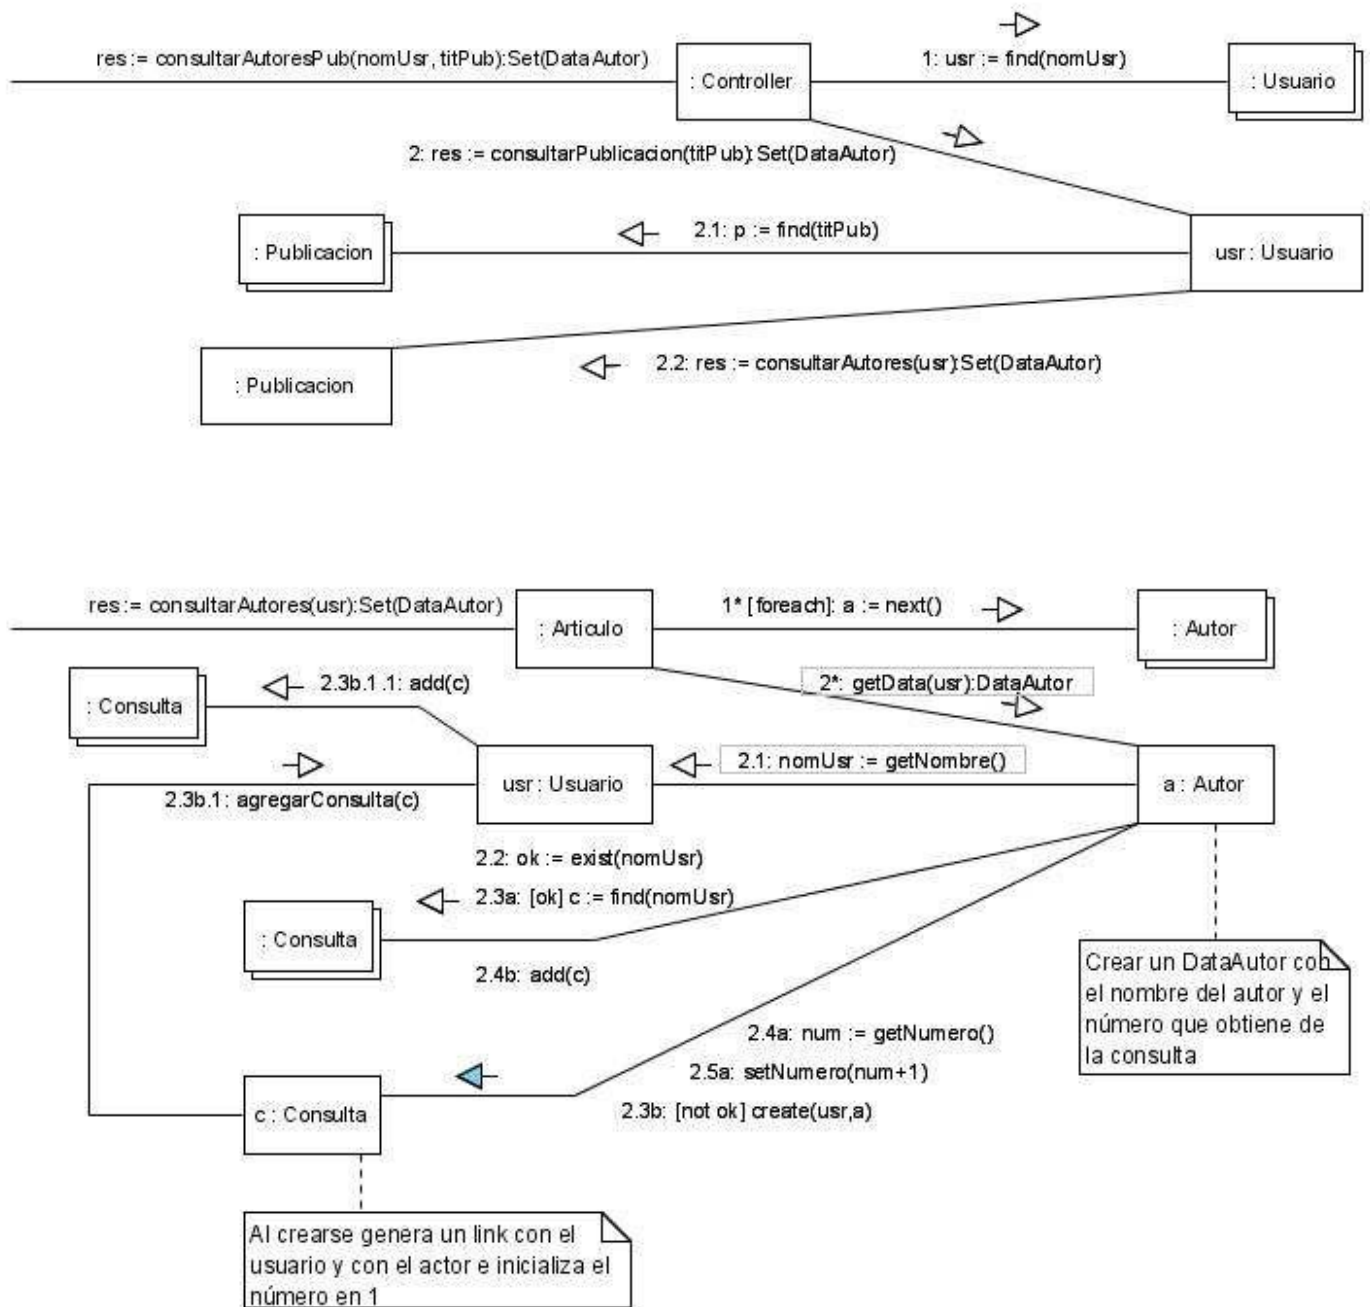 res := consultarAutoresPub(nomUsr, titPub):Set(DataAutor)
: Controller
1: usr := find(nomUsr)
: Usuario
2: res := consultarPublicacion(titPub):Set(DataAutor)
: Publicacion
2.1: p := find(titPub)
usr : Usuario
: Publicacion
2.2: res := consultarAutores(usr):Set(DataAutor)
res := consultarAutores(usr):Set(DataAutor)
: Articulo
1* [foreach]: a := next()
: Autor
: Consulta
2.3b.1.1: add(c)
2*: getData(usr):DataAutor
2.3b.1: agregarConsulta(c)
usr : Usuario
2.1: nomUsr := getNombre()
a : Autor
2.2: ok := exist(nomUsr)
2.3a: [ok] c := find(nomUsr)
: Consulta
2.4b: add(c)
Crear un DataAutor con
el nombre del autor y el
número que obtiene de
la consulta
2.4a: num := getNumero()
2.5a: setNumero(num+1)
2.3b: [not ok] create(usr,a)
c : Consulta
Al crearse genera un link con el
usuario y con el actor e inicializa el
número en 1